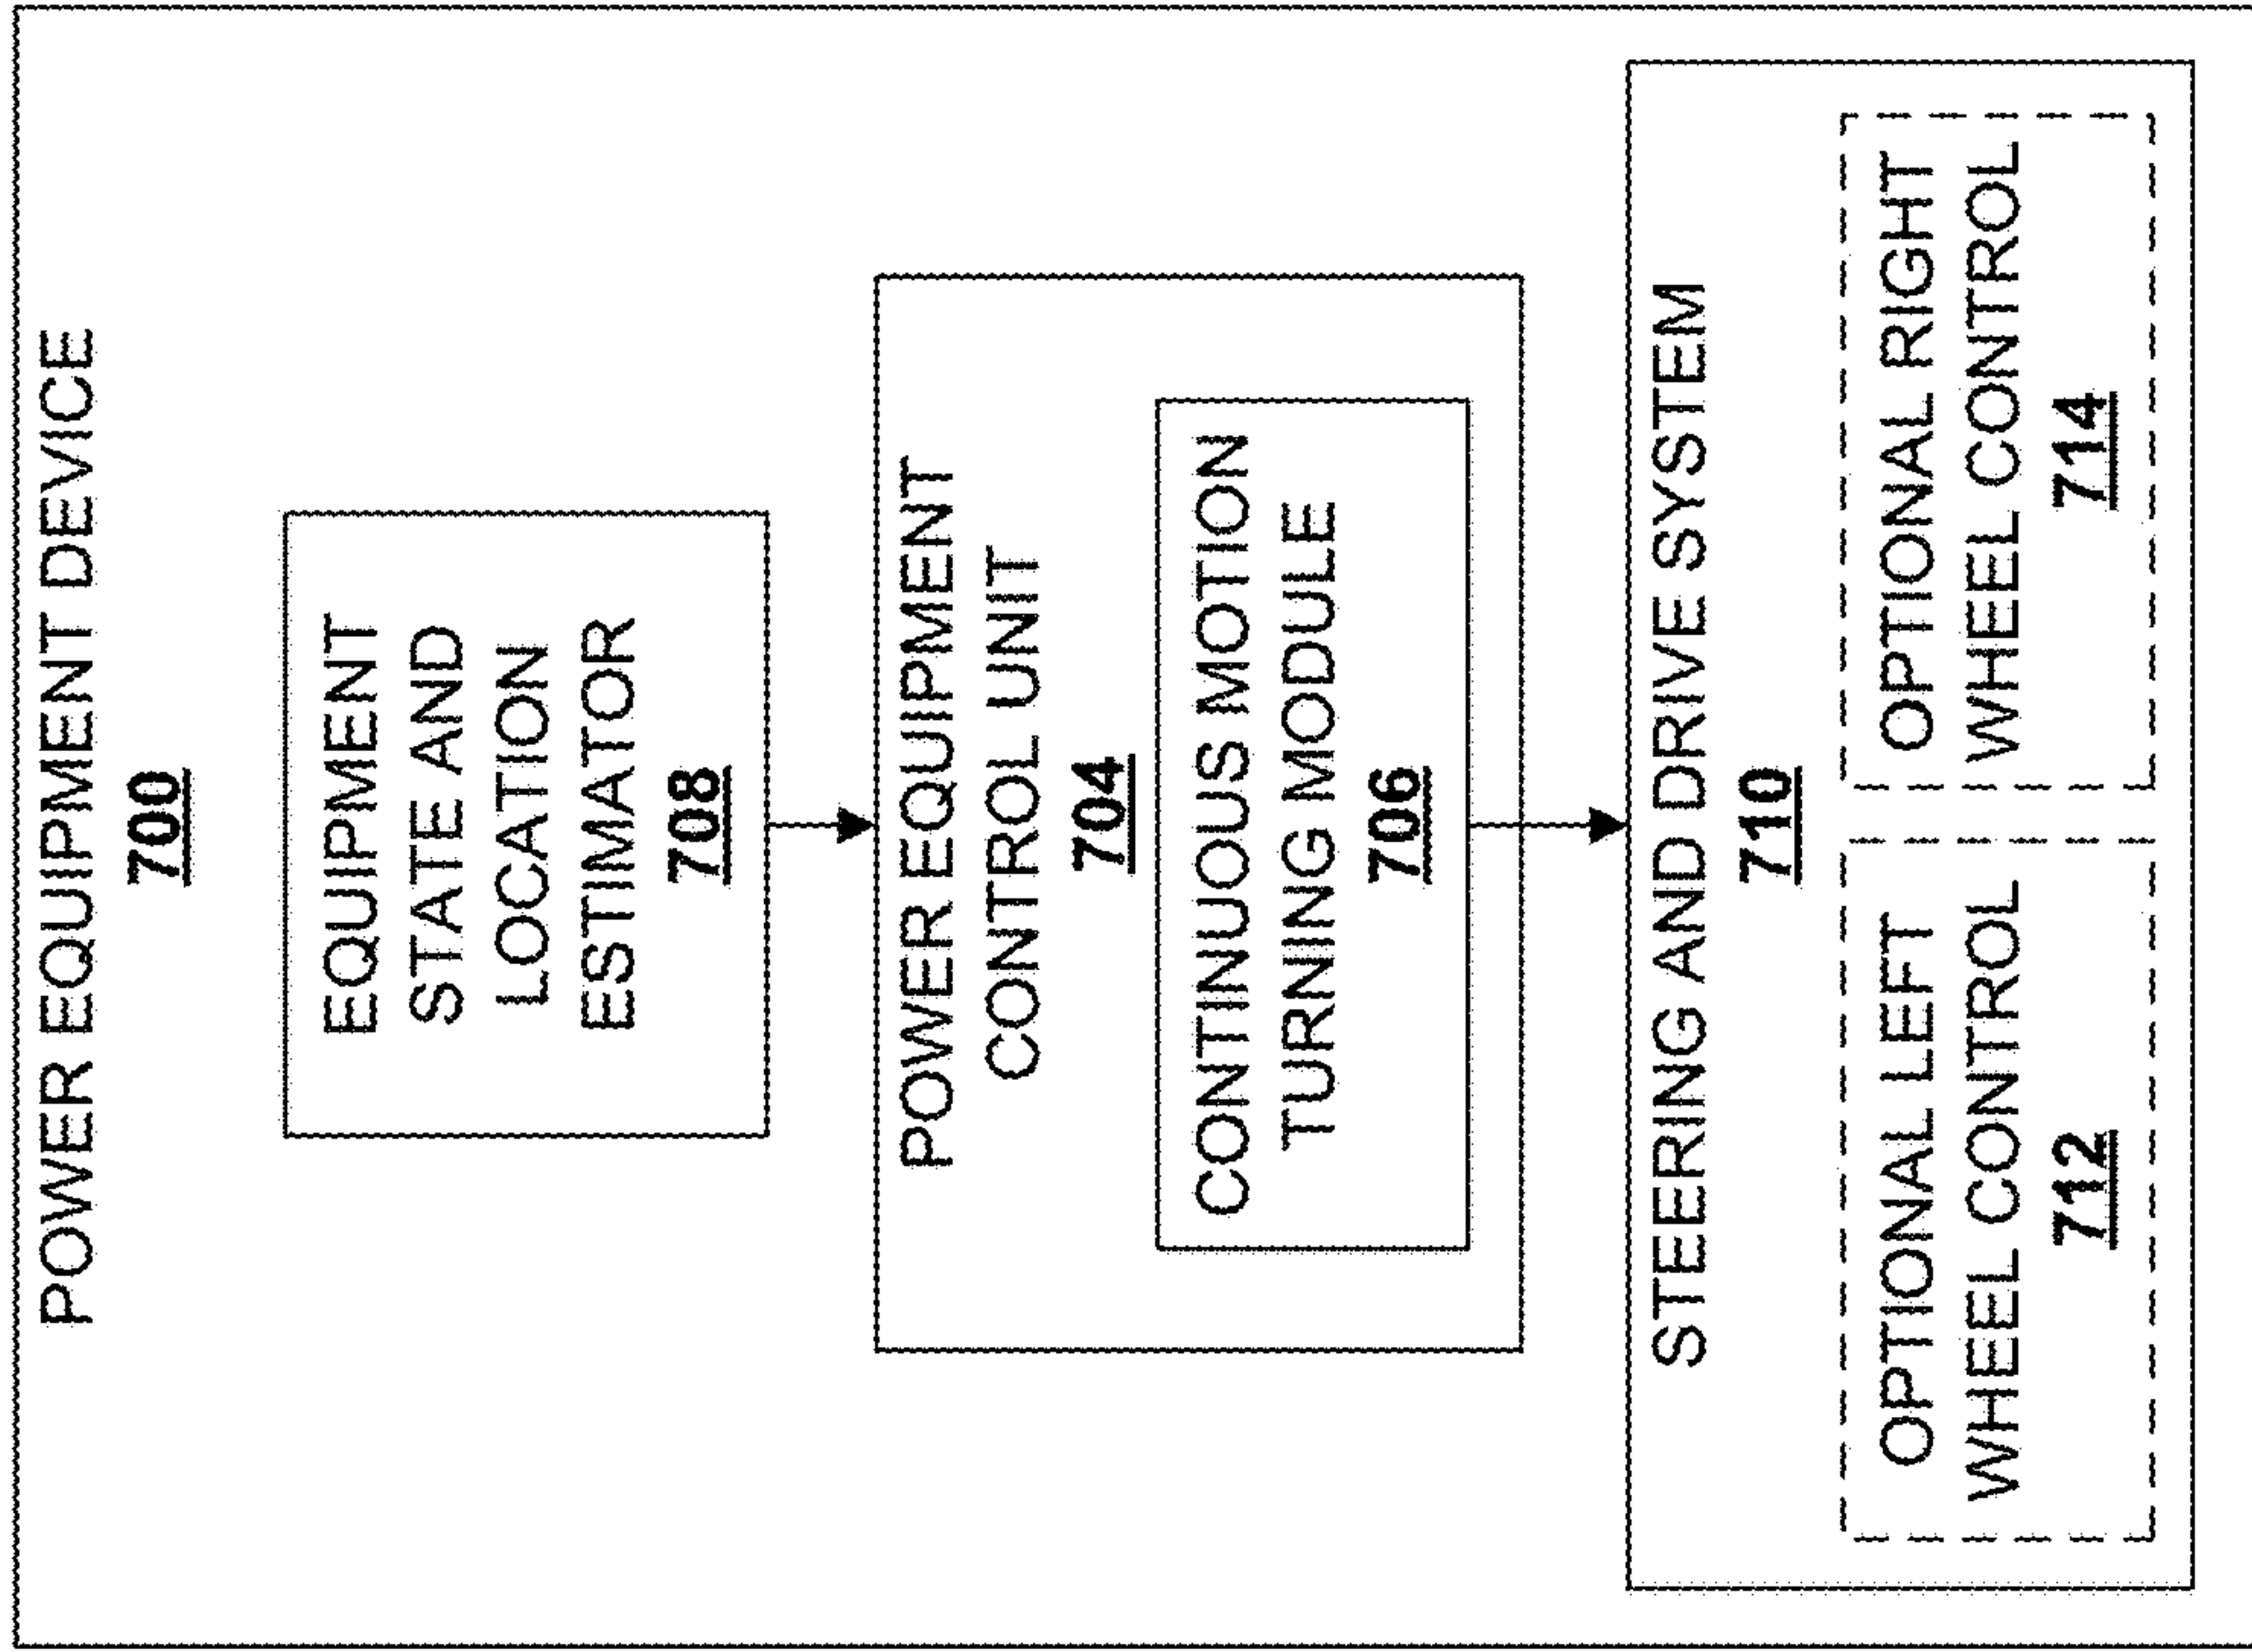 POWER EQUIPMENT DEVICE
700
EQUIPMENT
STATE AND
LOCATION
ESTIMATOR
708
POWER EQUIPMENT
CONTROL UNIT
704
CONTINUOUS MOTION
TURNING MODULE
706
STEERING AND DRIVE SYSTEM
710
OPTIONAL LEFT
WHEEL CONTROL
712
OPTIONAL RIGHT
WHEEL CONTROL
714